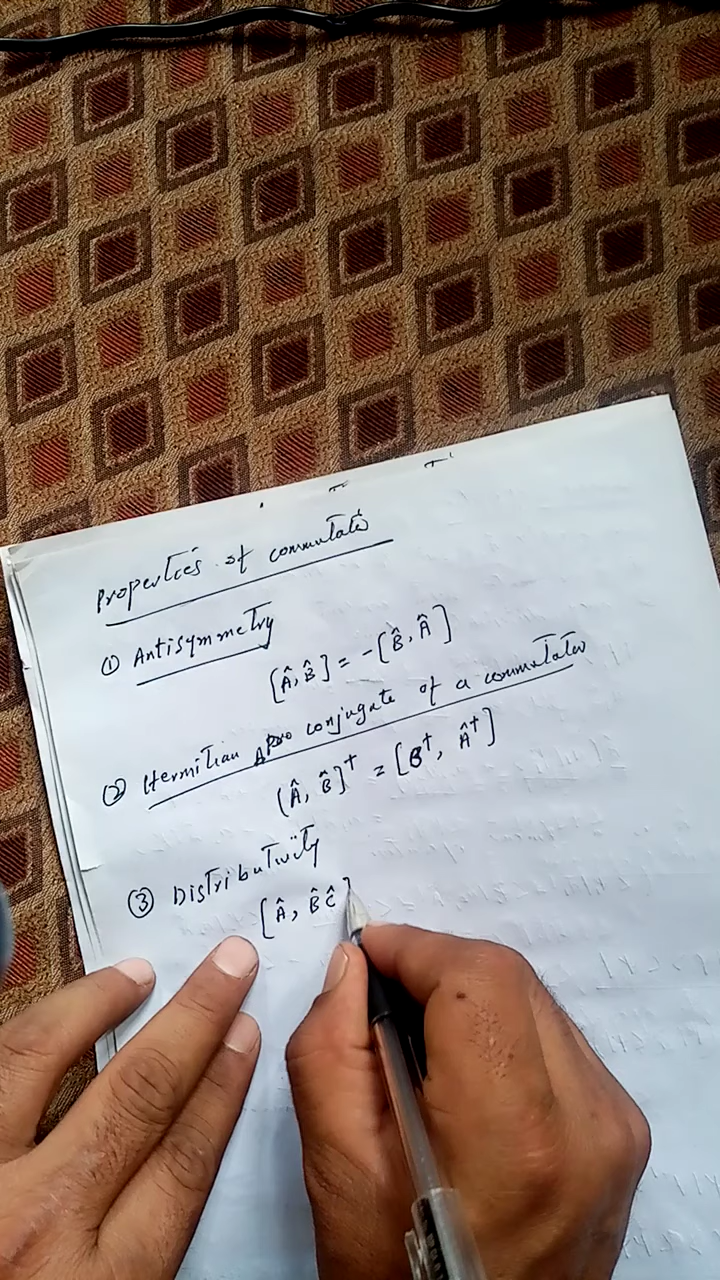 Properties of commutator
① Antisymmetry
[Â, B̂] = -[B̂, Â]
② Hermitian conjugate of a commutator
(Â, B̂]† = [B†, Â†]
③ Distributivity
[Â, B̂Ĉ]